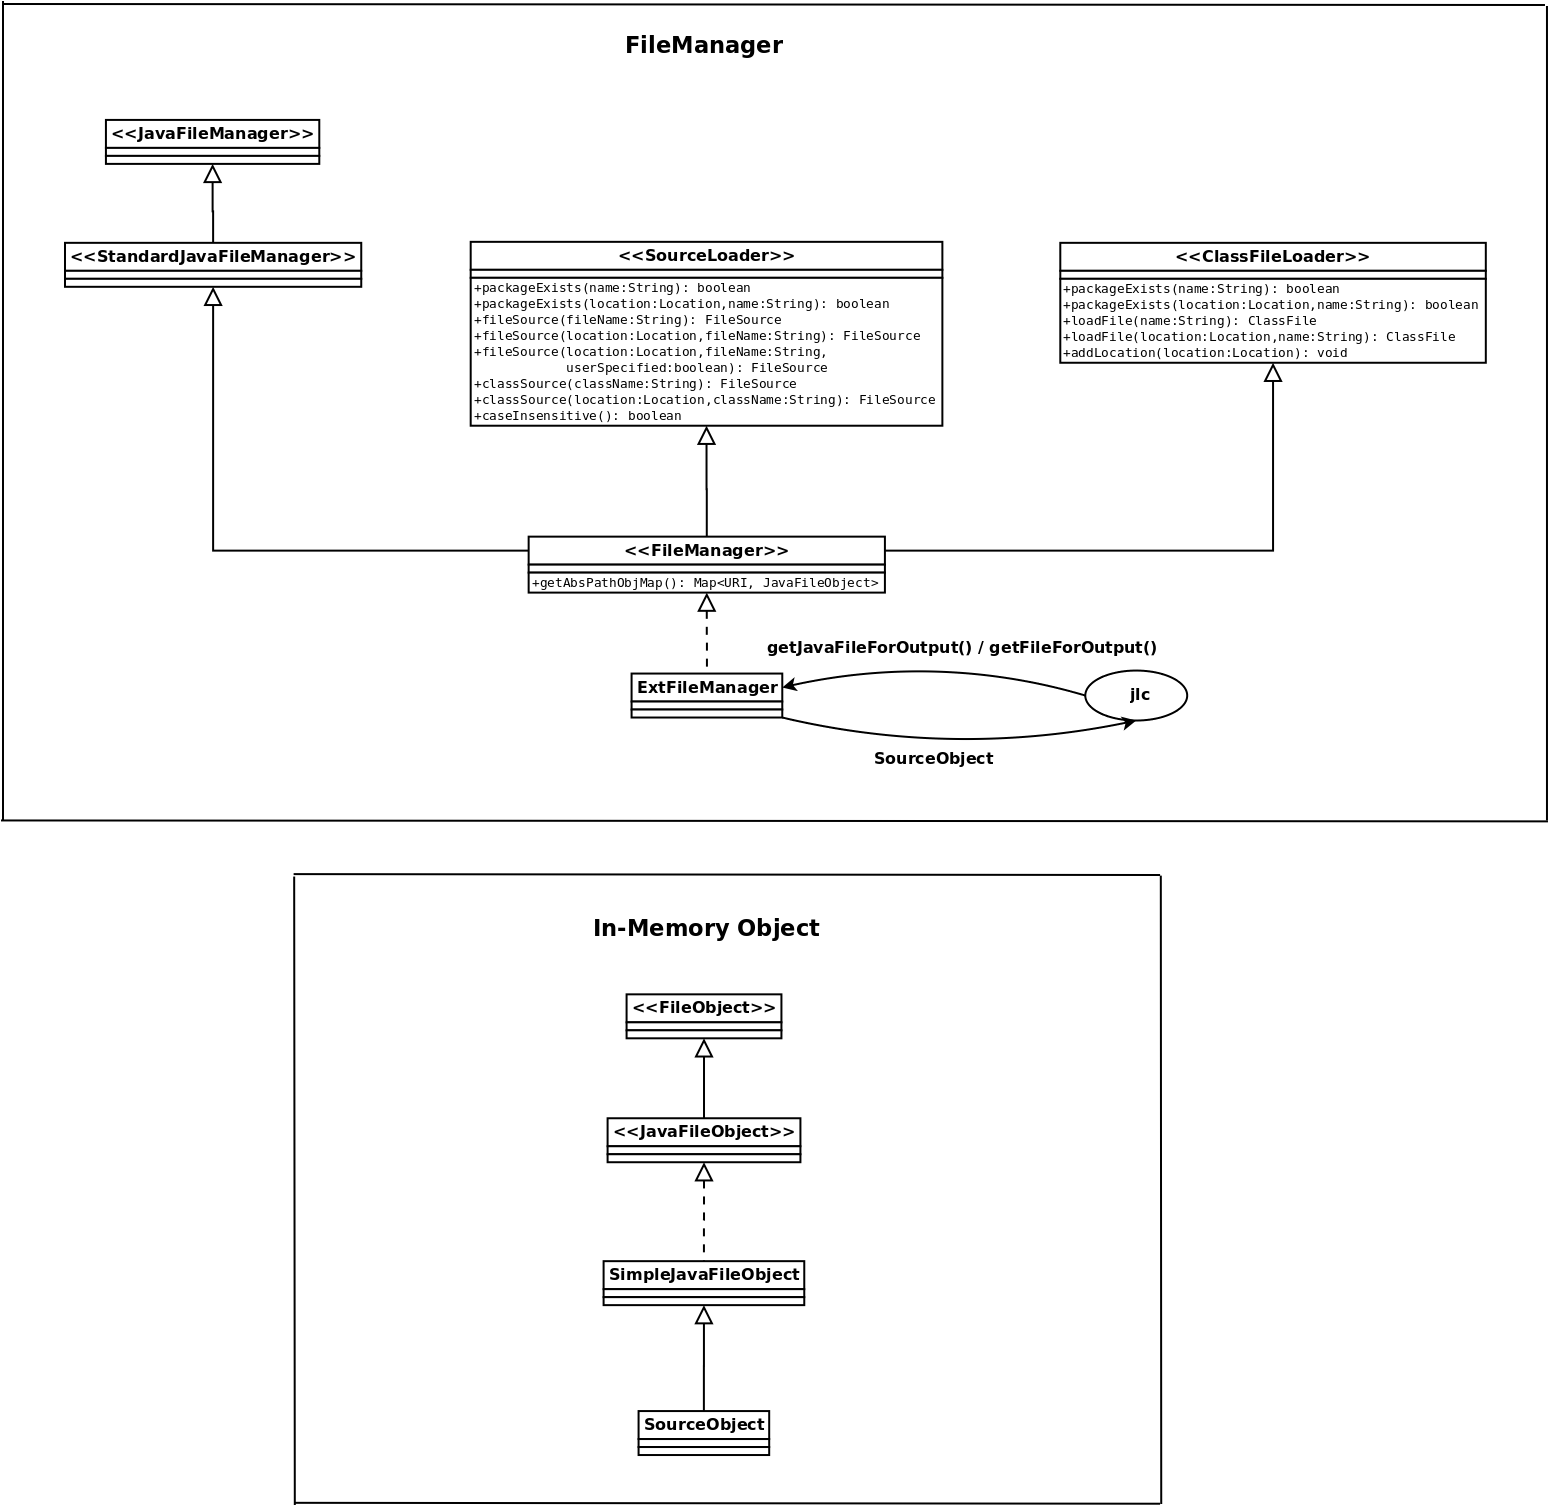 FileManager
<<JavaFileManager>>
<<StandardJavaFileManager>>
<<SourceLoader>>
+packageExists(name:String): boolean
+packageExists(location:Location,name:String): boolean
+fileSource(fileName:String): FileSource
+fileSource(location:Location,fileName:String): FileSource
+fileSource(location:Location,fileName:String,
userSpecified:boolean): FileSource
+classSource(className:String): FileSource
+classSource(location:Location,className:String): FileSource
+caseInsensitive(): boolean
<<ClassFileLoader>>
+packageExists(name:String): boolean
+packageExists(location:Location,name:String): boolean
+loadFile(name:String): ClassFile
+loadFile(location:Location,name:String): ClassFile
+addLocation(location:Location): void
<<FileManager>>
+getAbsPathObjMap(): Map<URI, JavaFileObject>
getJavaFileForOutput() / getFileForOutput()
ExtFileManager
jlc
SourceObject
In-Memory Object
<<FileObject>>
<<JavaFileObject>>
SimpleJavaFileObject
SourceObject